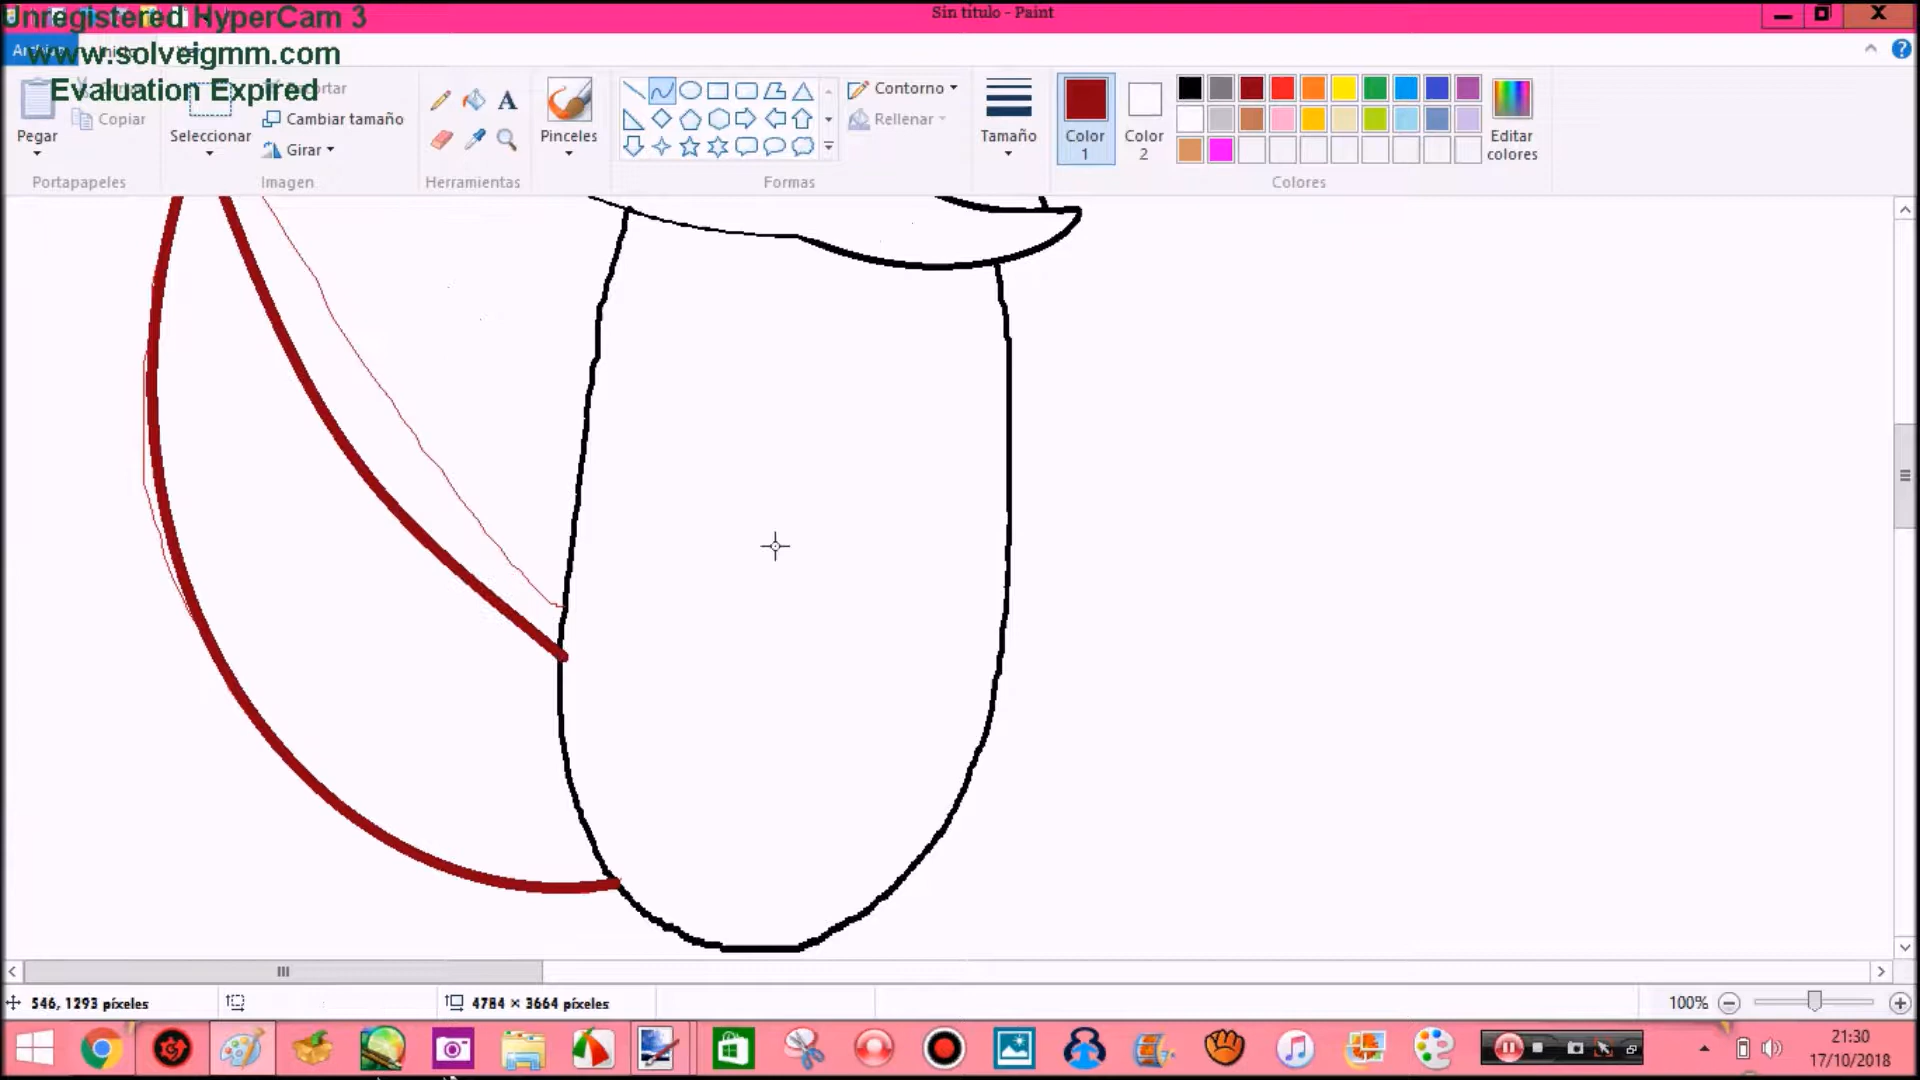 Unregistered HyperCam 3
Sin título - Paint
www.solveigmm.com
Evaluation Expired
Pegar
Copiar
Portapapeles
Seleccionar
Cambiar tamaño
Girar
Imagen
Herramientas
Pinceles
Contorno
Rellenar
Formas
Tamaño
Color 1
Color 2
Editar colores
Colores
546, 1293 píxeles
4784 × 3664 píxeles
100%
21:30
17/10/2018